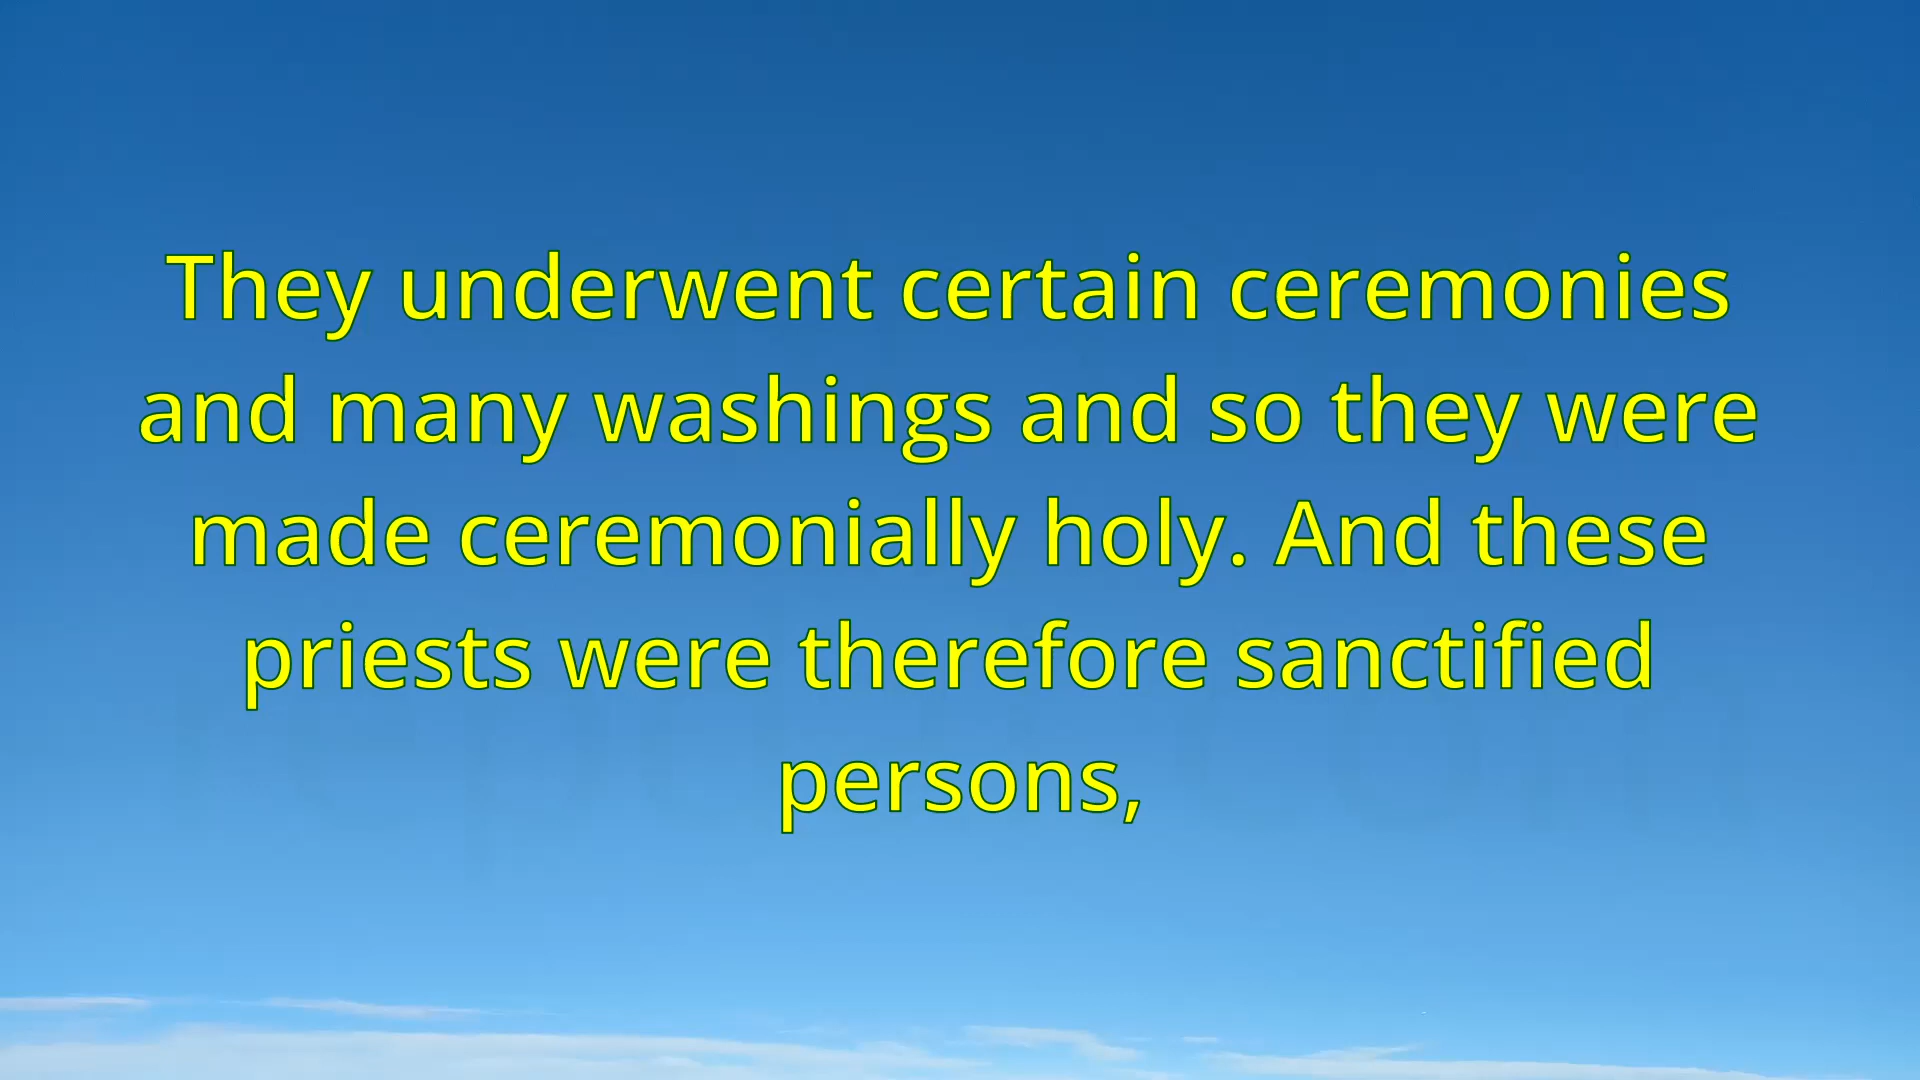 They underwent certain ceremonies
and many washings and so they were
made ceremonially holy. And these
priests were therefore sanctified
persons,